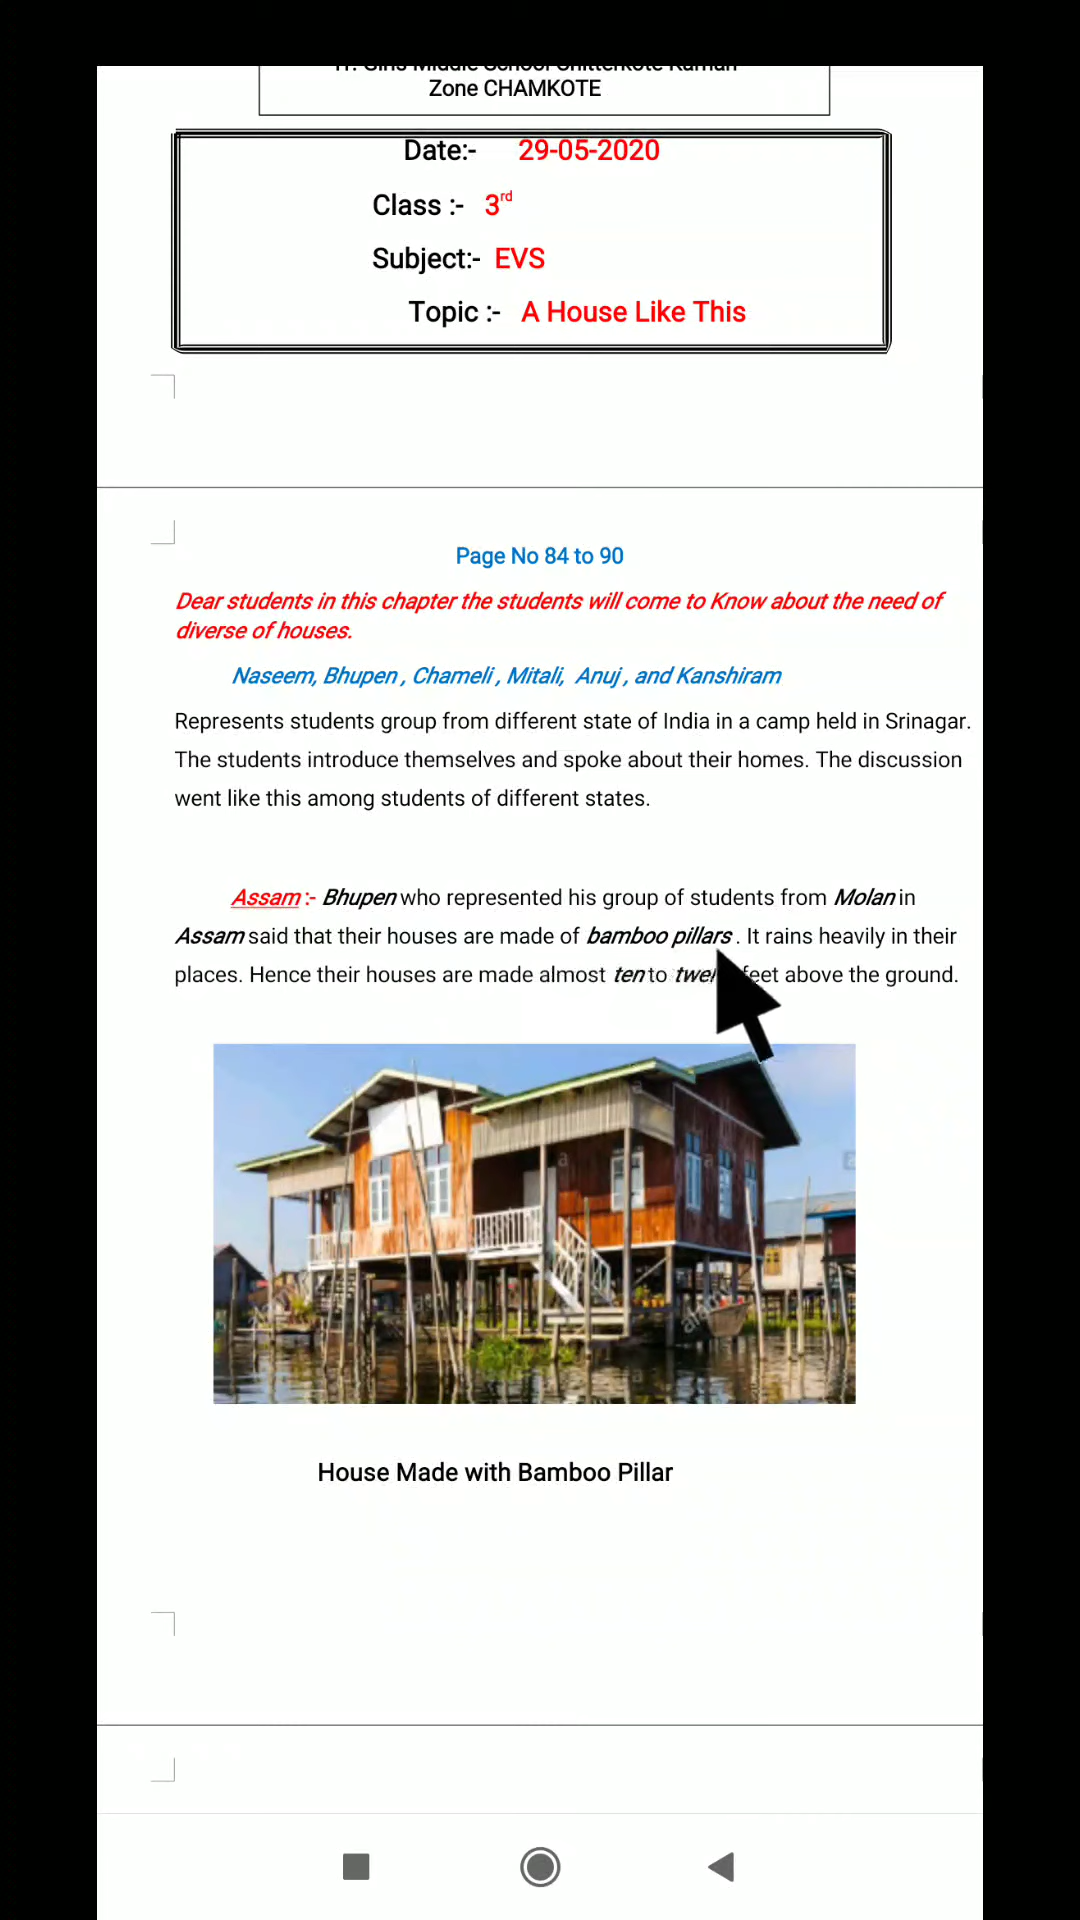 Zone CHAMKOTE
Date:- 29-05-2020
Class :- 3rd
Subject:- EVS
Topic :- A House Like This
Page No 84 to 90
Dear students in this chapter the students will come to Know about the need of
diverse of houses.
Naseem, Bhupen , Chameli , Mitali, Anuj , and Kanshiram
Represents students group from different state of India in a camp held in Srinagar.
The students introduce themselves and spoke about their homes. The discussion
went like this among students of different states.
Assam :- Bhupen who represented his group of students from Molan in
Assam said that their houses are made of bamboo pillars . It rains heavily in their
places. Hence their houses are made almost ten to feet above the ground.
House Made with Bamboo Pillar